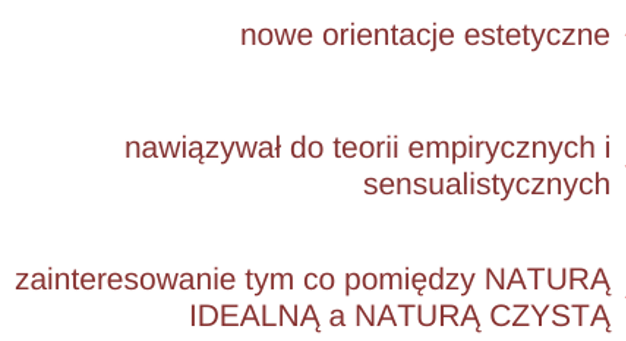 nowe orientacje estetyczne
nawiązywał do teorii empirycznych i
sensualistycznych
zainteresowanie tym co pomiędzy NATURĄ
IDEALNĄ a NATURĄ CZYSTĄ